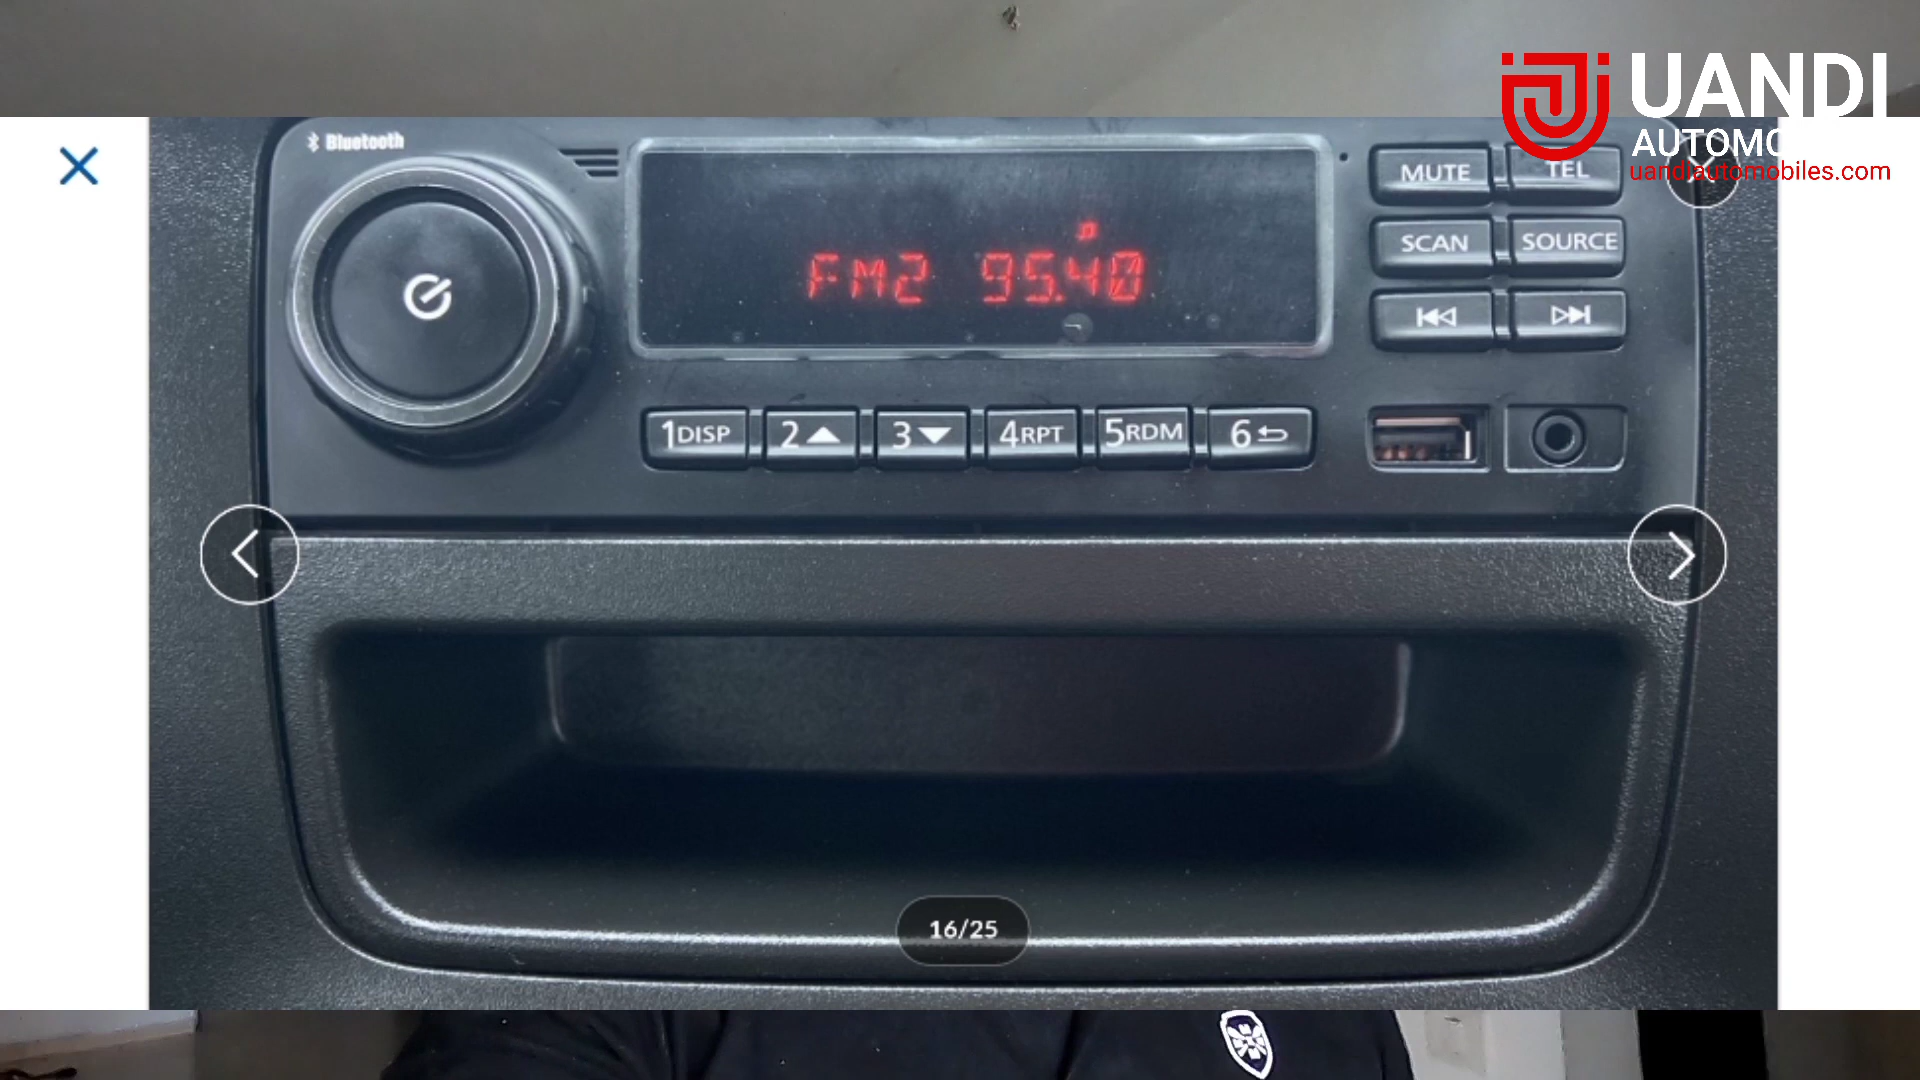 UANDI
AUTOMO
uandiautomobiles.com
Bluetooth
MUTE
TEL
FM2 95.40
SCAN
SOURCE
1DISP
2
3
4RPT
5RDM
6
16/25